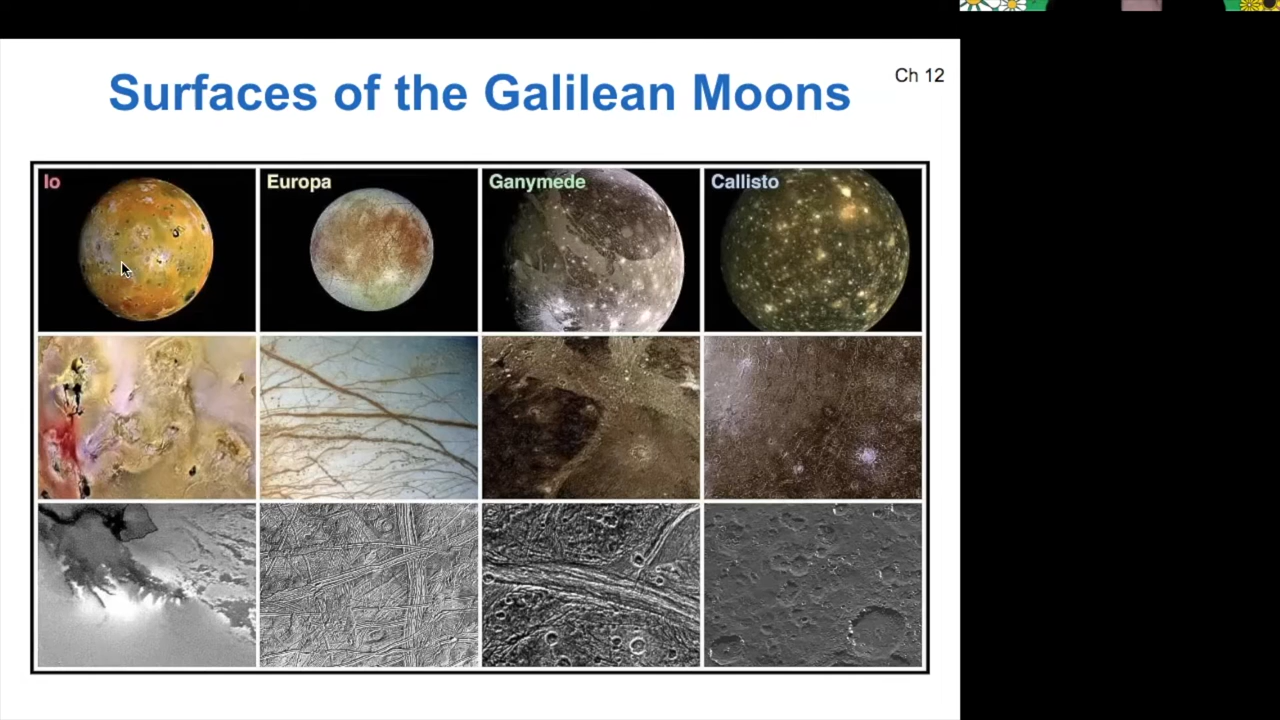 Ch 12
Surfaces of the Galilean Moons
Io
Europa
Ganymede
Callisto